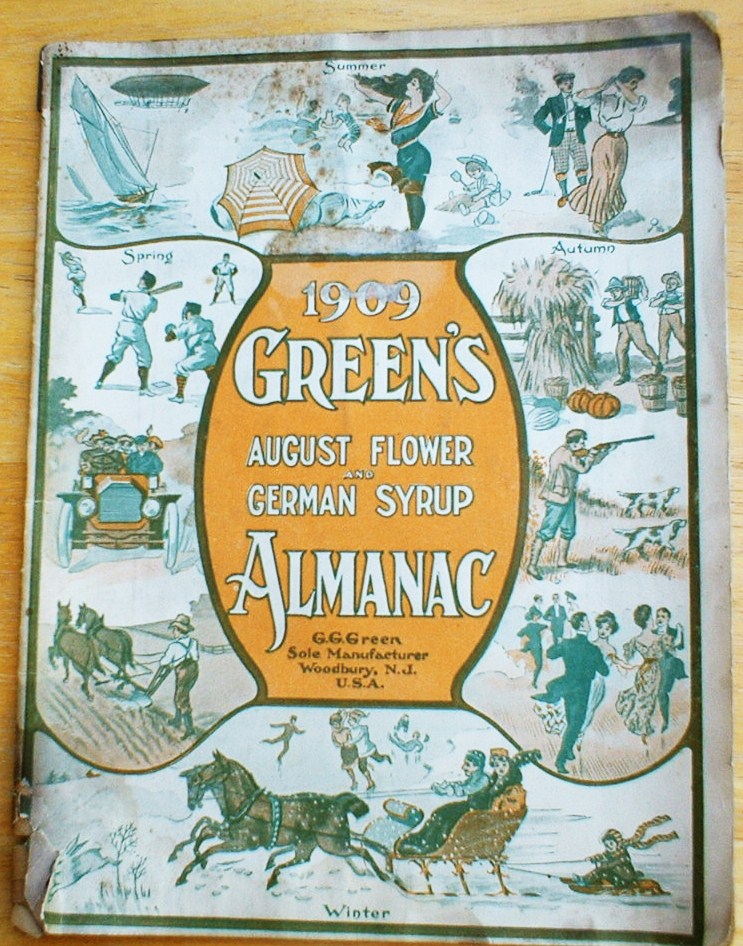 Summer
Spring
Autumn
1909
GREEN'S
AUGUST FLOWER
AND
GERMAN SYRUP
ALMANAC
G.G.Green
Sole Manufacturer
Woodbury, N.J.
U.S.A.
Winter